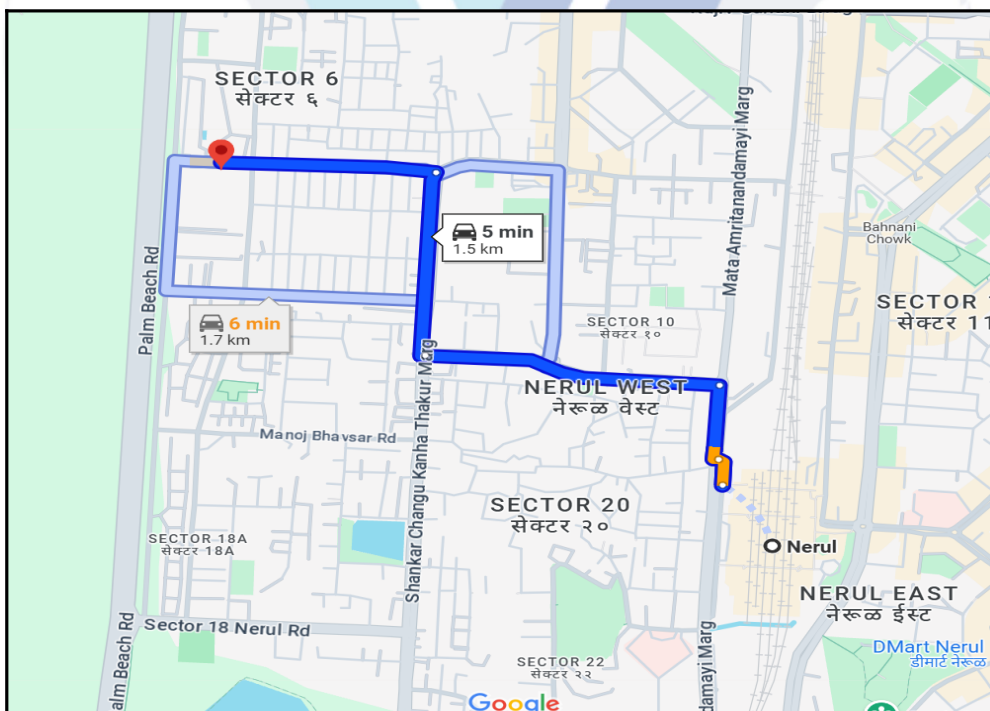 SECTOR 6
सेक्टर ६
Mata Amritanandamayi Marg
Bahnani
Chowk
5 min
1.5 km
Palm Beach Rd
SECTOR
सेक्टर 11
6 min
1.7 km
SECTOR 10
सेक्टर १०
NERUL WEST
नेरूळ वेस्ट
Shankar Changu Kanha Thakur Marg
Manoj Bhavsar Rd
SECTOR 20
सेक्टर २०
SECTOR 18A
सेक्टर 18A
Nerul
NERUL EAST
नेरूळ ईस्ट
Sector 18 Nerul Rd
DMart Nerul
डीमार्ट नेरूळ
SECTOR 22
सेक्टर २२
alm Beach Rd
damayi Marg
Google